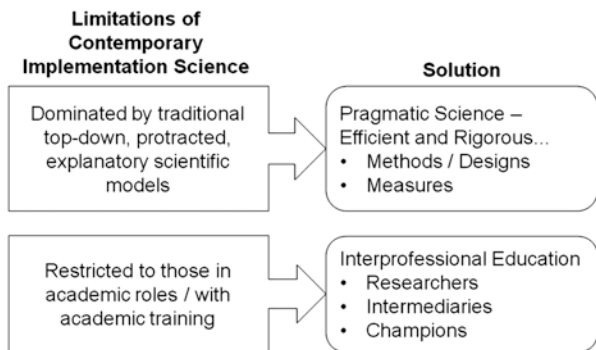 Limitations of
Contemporary
Implementation Science
Solution
Dominated by traditional
top-down, protracted,
explanatory scientific
models
Pragmatic Science –
Efficient and Rigorous...
• Methods / Designs
• Measures
Restricted to those in
academic roles / with
academic training
Interprofessional Education
• Researchers
• Intermediaries
• Champions